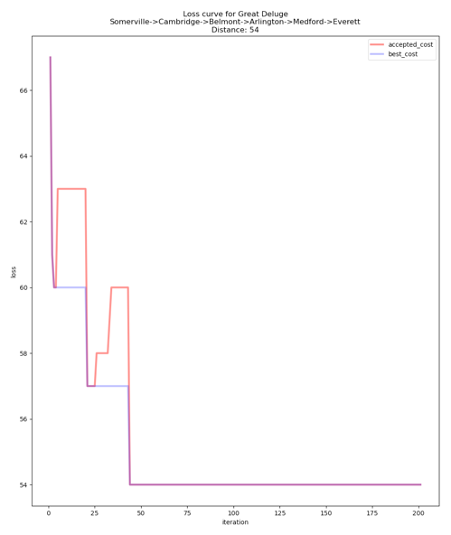 Loss curve for Great Deluge
Somerville->Cambridge->Belmont->Arlington->Medford->Everett
Distance: 54
accepted_cost
best_cost
66
64
62
60
58
56
54
loss
0
25
50
75
100
125
150
175
200
iteration